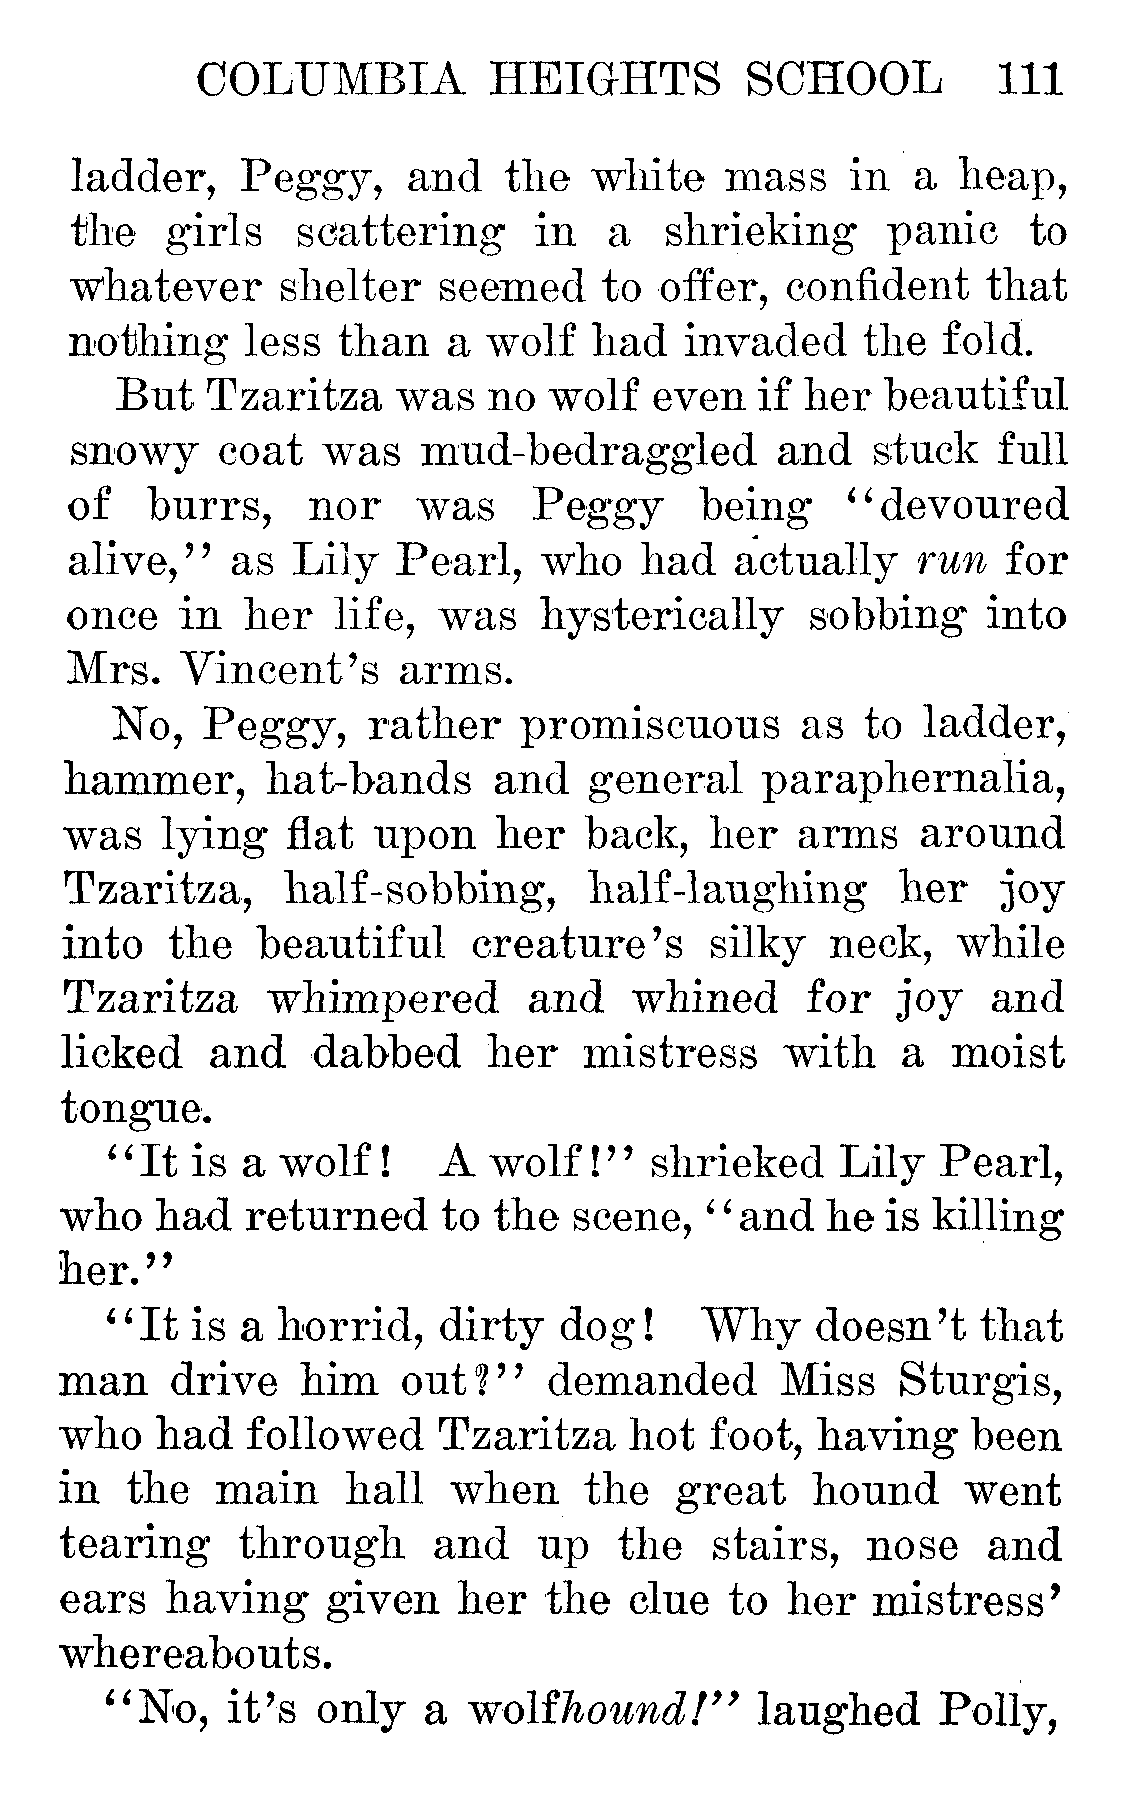 COLUMBIA HEIGHTS SCHOOL 111
ladder, Peggy, and the white mass in a heap,
the girls scattering in a shrieking panic to
whatever shelter seemed to offer, confident that
nothing less than a wolf had invaded the fold.
But Tzaritza was no wolf even if her beautiful
snowy coat was mud-bedraggled and stuck full
of burrs, nor was Peggy being “devoured
alive,” as Lily Pearl, who had actually run for
once in her life, was hysterically sobbing into
Mrs. Vincent’s arms.
No, Peggy, rather promiscuous as to ladder,
hammer, hat-bands and general paraphernalia,
was lying flat upon her back, her arms around
Tzaritza, half-sobbing, half-laughing her joy
into the beautiful creature’s silky neck, while
Tzaritza whimpered and whined for joy and
licked and dabbed her mistress with a moist
tongue.
“It is a wolf! A wolf!” shrieked Lily Pearl,
who had returned to the scene, “and he is killing
her.”
“It is a horrid, dirty dog! Why doesn’t that
man drive him out?” demanded Miss Sturgis,
who had followed Tzaritza hot foot, having been
in the main hall when the great hound went
tearing through and up the stairs, nose and
ears having given her the clue to her mistress’
whereabouts.
“No, it’s only a wolfhound!” laughed Polly,